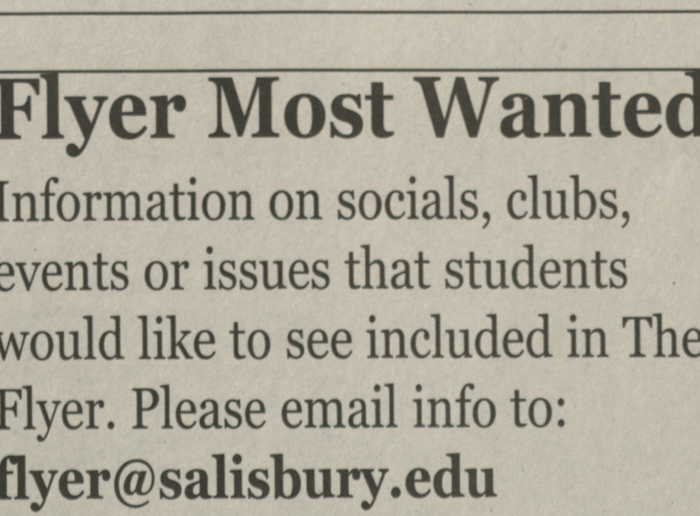 Flyer Most Wanted
Information on socials, clubs,
events or issues that students
would like to see included in The
Flyer. Please email info to:
flyer@salisbury.edu